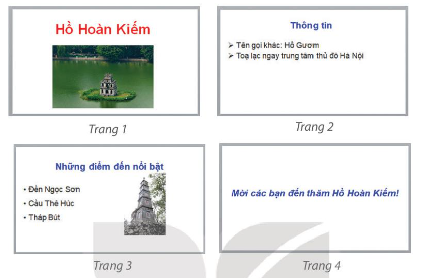 Hồ Hoàn Kiếm
Trang 1
Thông tin
➢ Tên gọi khác: Hồ Gươm
➢ Toạ lạc ngay trung tâm thủ đô Hà Nội
Trang 2
Những điểm đến nổi bật
• Đền Ngọc Sơn
• Cầu Thê Húc
• Tháp Bút
Trang 3
Mời các bạn đến thăm Hồ Hoàn Kiếm!
Trang 4